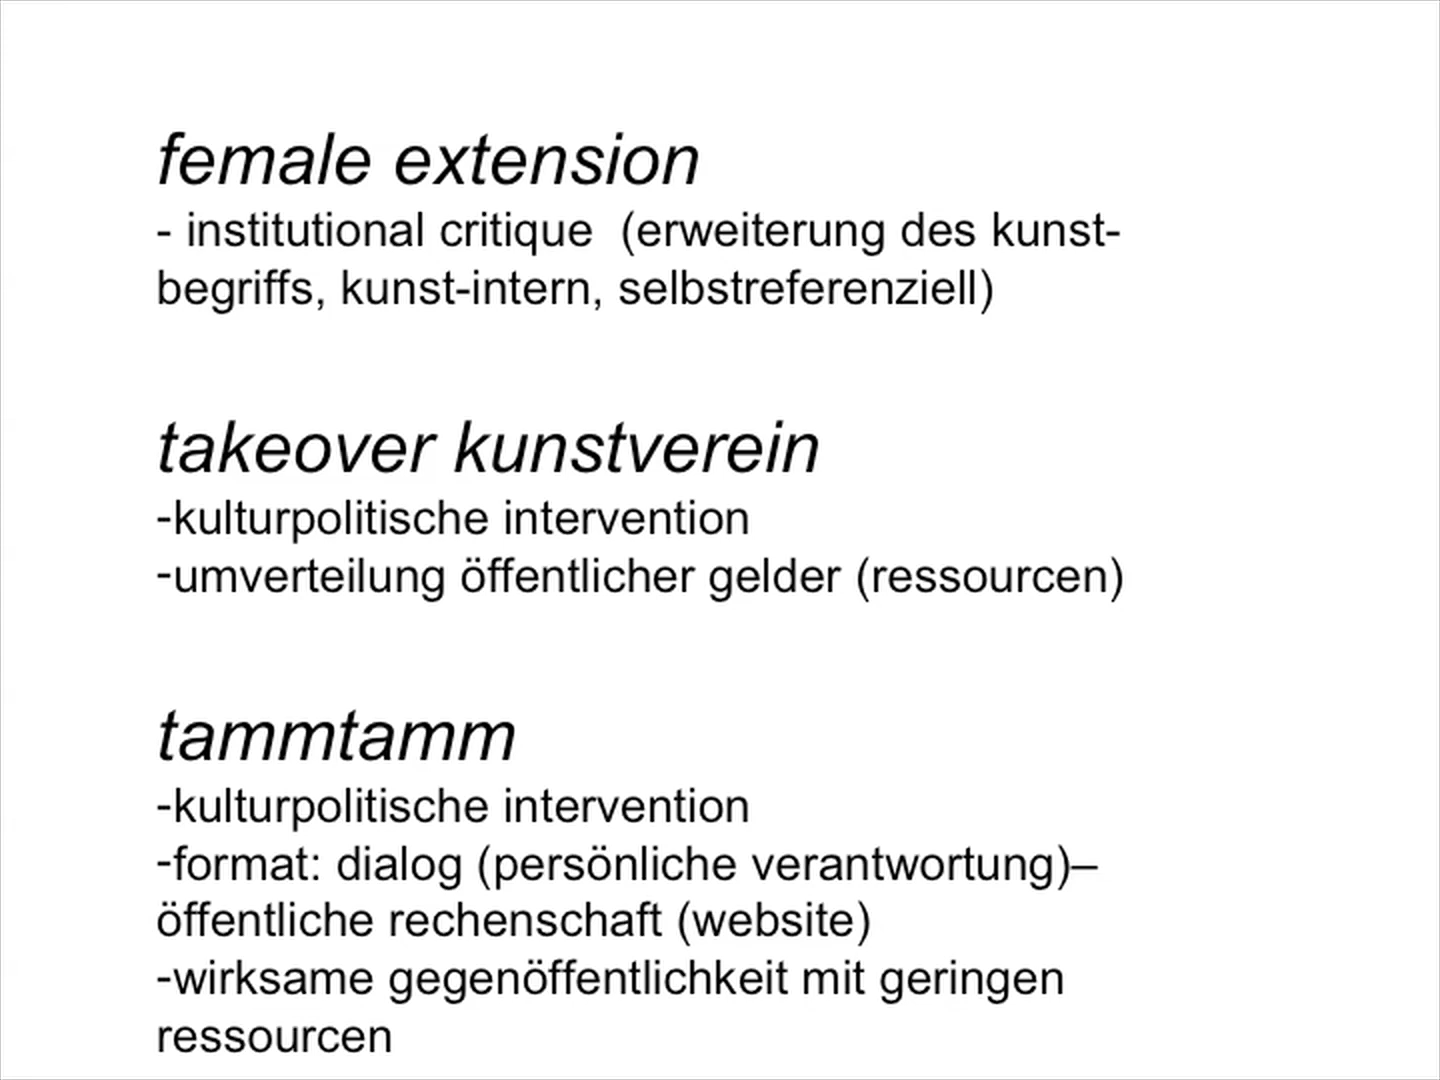 female extension
- institutional critique  (erweiterung des kunst-
begriffs, kunst-intern, selbstreferenziell)
takeover kunstverein
-kulturpolitische intervention
-umverteilung öffentlicher gelder (ressourcen)
tammtamm
-kulturpolitische intervention
-format: dialog (persönliche verantwortung)–
öffentliche rechenschaft (website)
-wirksame gegenöffentlichkeit mit geringen
ressourcen